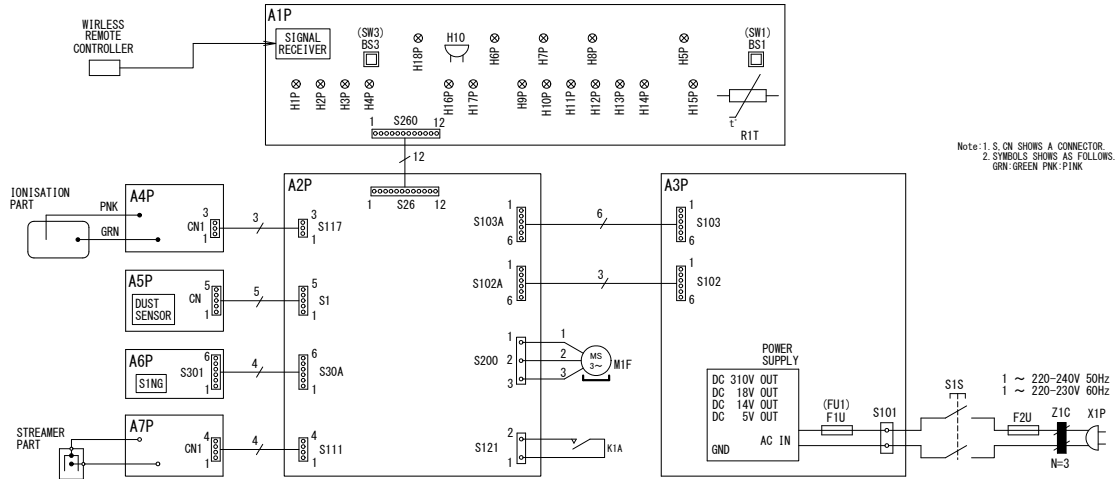 WIRLESS
REMOTE
CONTROLLER
A1P
SIGNAL
RECEIVER
(SW3)
BS3
H18P
H10
H6P
H7P
H8P
H5P
(SW1)
BS1
H1P
H2P
H3P
H4P
H16P
H17P
H9P
H10P
H11P
H12P
H13P
H14P
H15P
t°
R1T
1 S260 12
12
Note:1. S, CN SHOWS A CONNECTOR.
2. SYMBOLS SHOWS AS FOLLOWS.
GRN:GREEN PNK:PINK
IONISATION
PART
PNK
GRN
A4P
3
CN1
1
3
A2P
1 S26 12
3
S117
1
1
S103A
6
6
A3P
1
S103
6
A5P
DUST
SENSOR
5
CN
1
5
5
S1
1
1
S102A
6
3
1
S102
6
A6P
S1NG
6
S301
1
4
6
S30A
1
1
S200 2
3
1
2
3
MS
3~
M1F
STREAMER
PART
A7P
4
CN1
1
4
4
S111
1
2
S121
1
K1A
POWER
SUPPLY
DC 310V OUT
DC 18V OUT
DC 14V OUT
DC 5V OUT
AC IN
GND
(FU1)
F1U
S101
S1S
1 ~ 220-240V 50Hz
1 ~ 220-230V 60Hz
F2U
Z1C
X1P
N=3